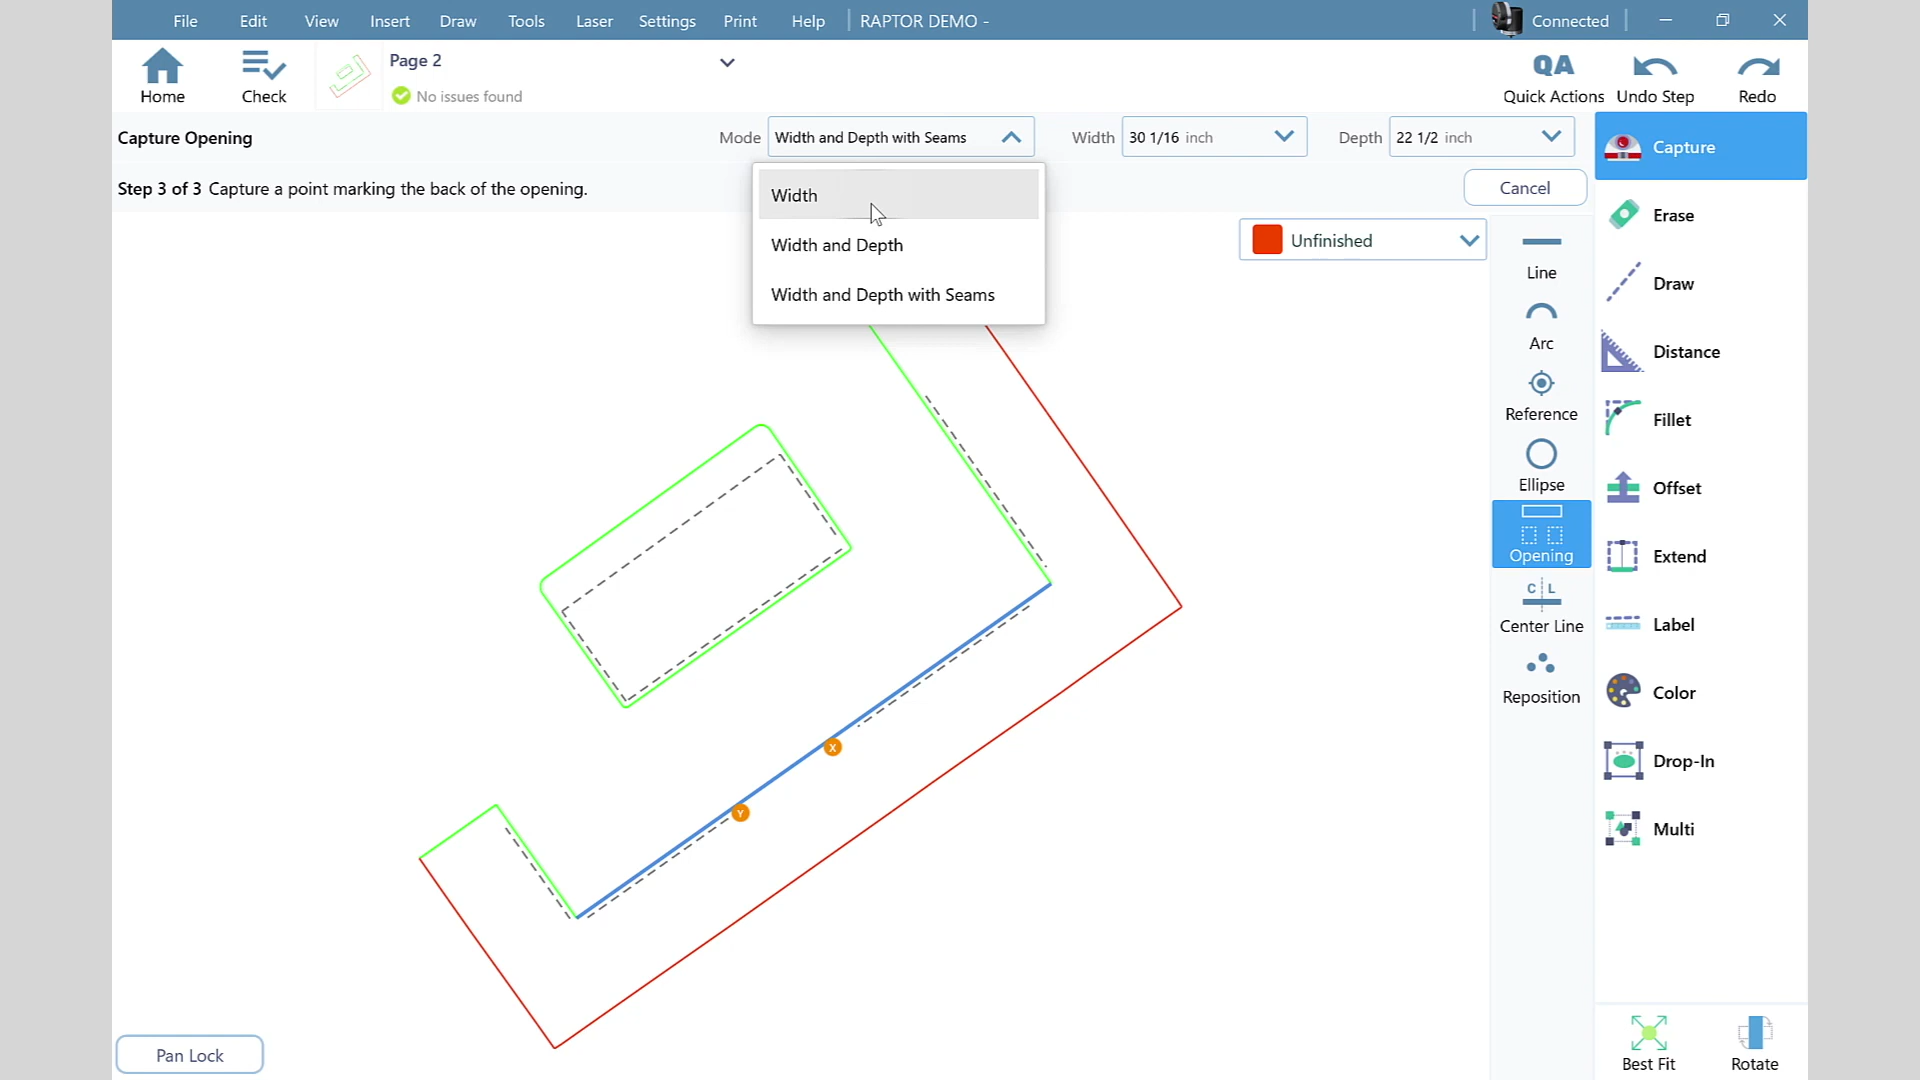 File Edit View Insert Draw Tools Laser Settings Print Help RAPTOR DEMO - Connected
Home
Check
Page 2
No issues found
QA
Quick Actions
Undo Step
Redo
Capture Opening
Mode Width and Depth with Seams
Width 30 1/16 inch
Depth 22 1/2 inch
Step 3 of 3 Capture a point marking the back of the opening.
Cancel
Width
Width and Depth
Width and Depth with Seams
Unfinished
X
Y
Line
Arc
Reference
Ellipse
Opening
C L
Center Line
Reposition
Capture
Erase
Draw
Distance
Fillet
Offset
Extend
Label
Color
Drop-In
Multi
Pan Lock
Best Fit
Rotate